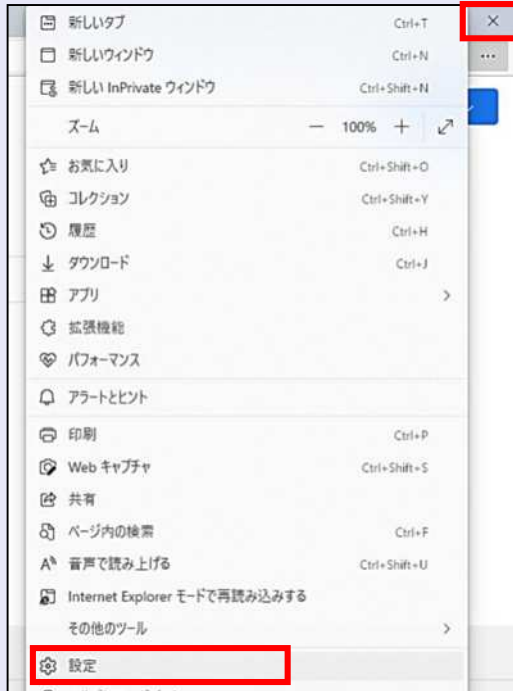 新しいタブ Ctrl+T
新しいウィンドウ Ctrl+N
新しい InPrivate ウィンドウ Ctrl+Shift+N
ズーム — 100% +
お気に入り Ctrl+Shift+O
コレクション Ctrl+Shift+Y
履歴 Ctrl+H
ダウンロード Ctrl+J
アプリ
拡張機能
パフォーマンス
アラートとヒント
印刷 Ctrl+P
Web キャプチャ Ctrl+Shift+S
共有
ページ内の検索 Ctrl+F
音声で読み上げる Ctrl+Shift+U
Internet Explorer モードで再読み込みする
その他のツール
設定